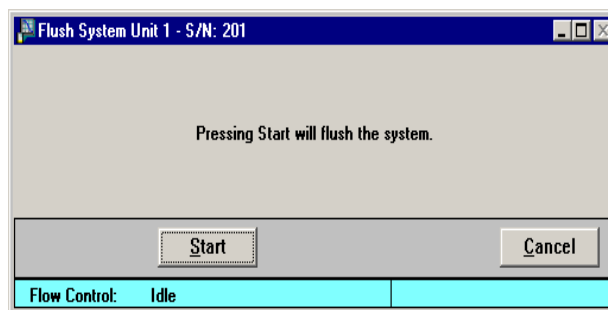 Flush System Unit 1 - S/N: 201
Pressing Start will flush the system.
Start
Cancel
Flow Control: Idle